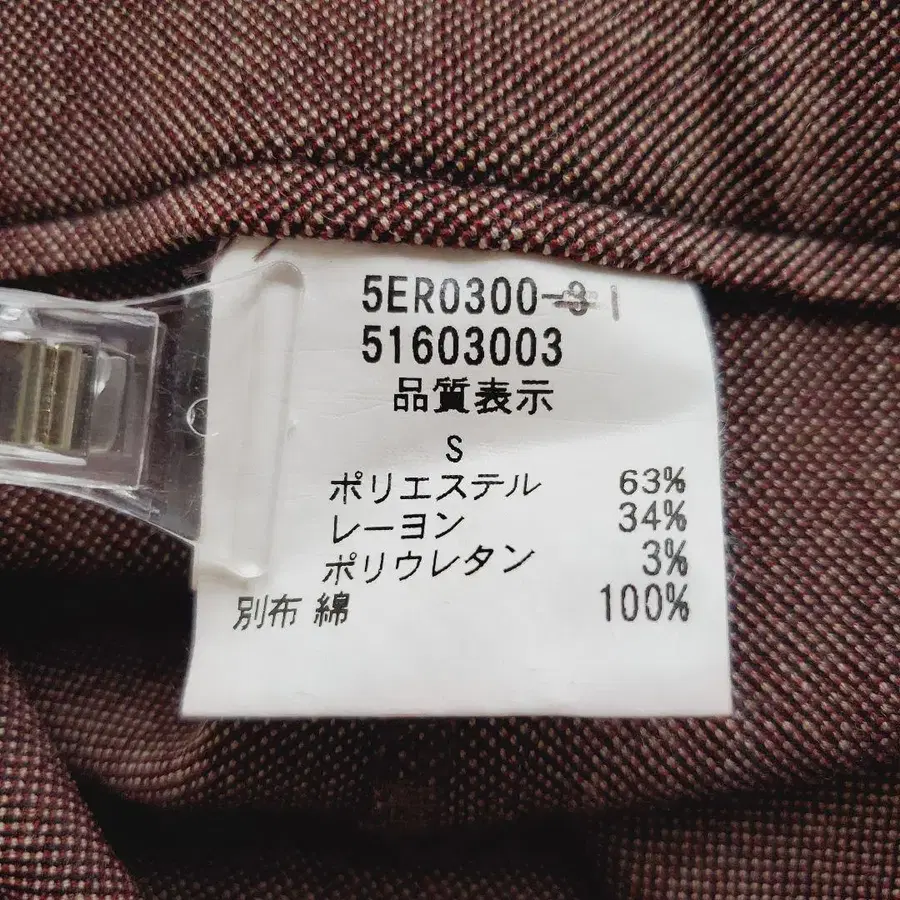 5ER0300-3 1
51603003
品質表示
S
ポリエステル 63%
レーヨン 34%
ポリウレタン 3%
別布 綿 100%